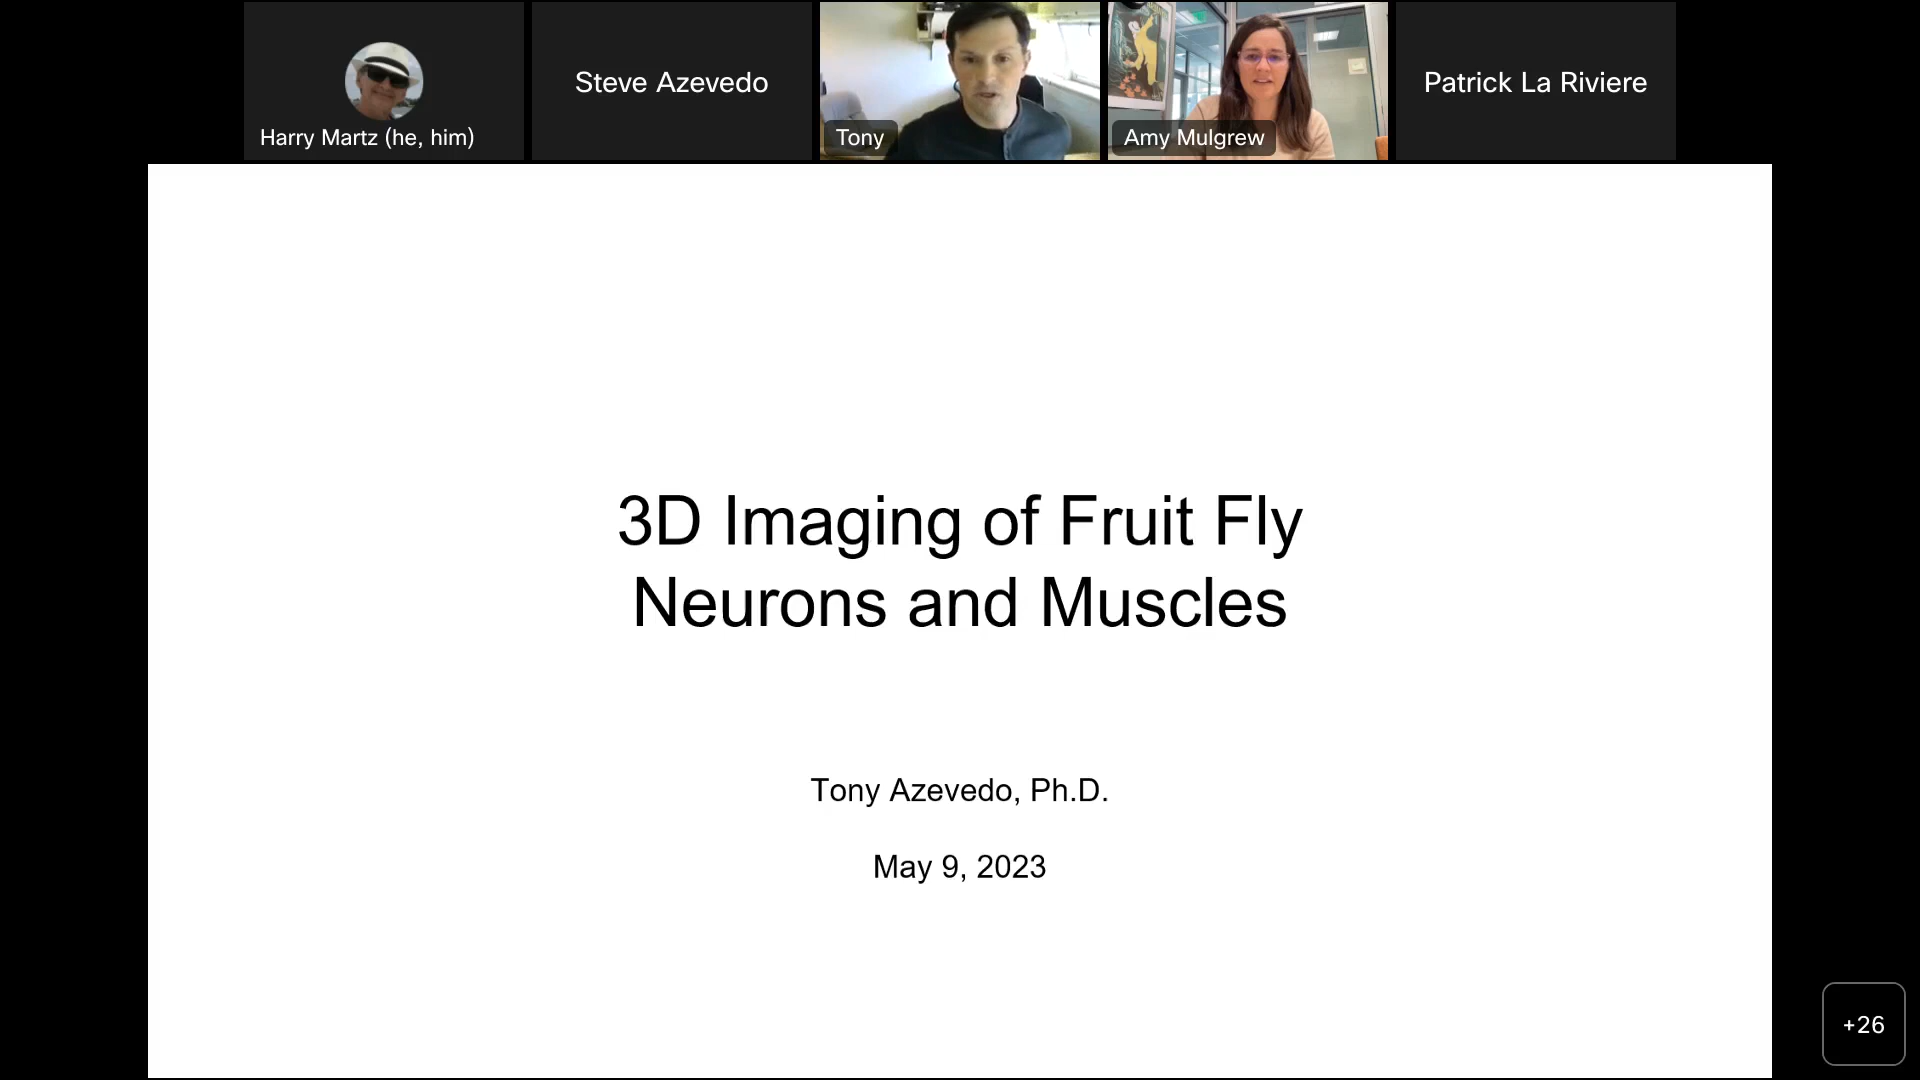 Harry Martz (he, him)
Steve Azevedo
Tony
Amy Mulgrew
Patrick La Riviere
3D Imaging of Fruit Fly
Neurons and Muscles
Tony Azevedo, Ph.D.
May 9, 2023
+26